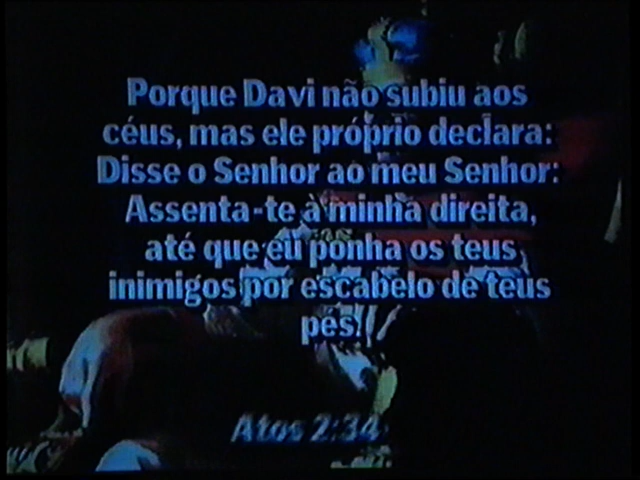 Porque Davi não subiu aos
céus, mas ele próprio declara:
Disse o Senhor ao meu Senhor:
Assenta-te à minha direita,
até que eu ponha os teus
inimigos por escabelo de teus
pés.
Atos 2:34